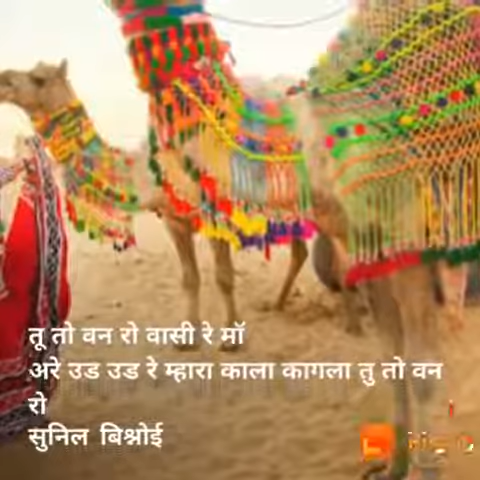 तू तो वन रो वासी रे मॉ
अरे उड उड रे म्हारा काला कागला तु तो वन
रो
सुनिल बिश्नोई